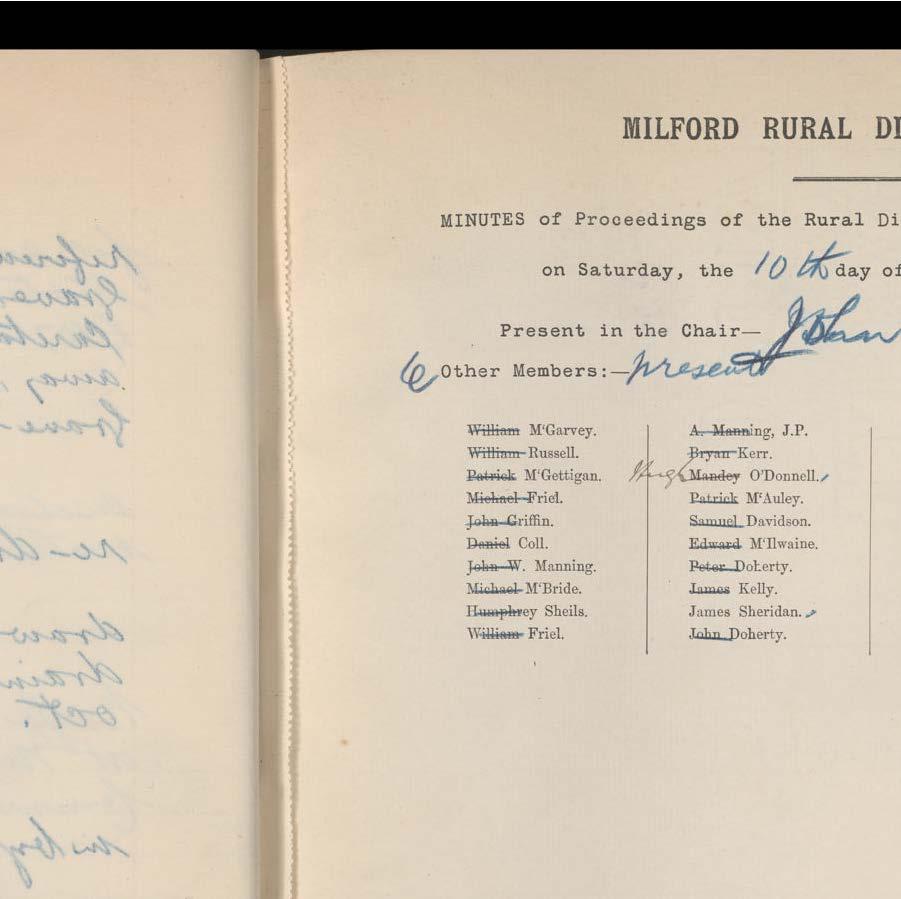 MILFORD RURAL DI
MINUTES of Proceedings of the Rural Di
on Saturday, the 10th day of
Present in the Chair—
6 Other Members:— present
William M'Garvey.
William Russell.
Patrick M'Gettigan.
Michael Friel.
John Griffin.
Daniel Coll.
John W. Manning.
Michael M'Bride.
Humphrey Sheils.
William Friel.
A. Manning, J.P.
Bryan Kerr.
Hugh Mandey O'Donnell.
Patrick M'Auley.
Samuel Davidson.
Edward M'Ilwaine.
Peter Doherty.
James Kelly.
James Sheridan.
John Doherty.